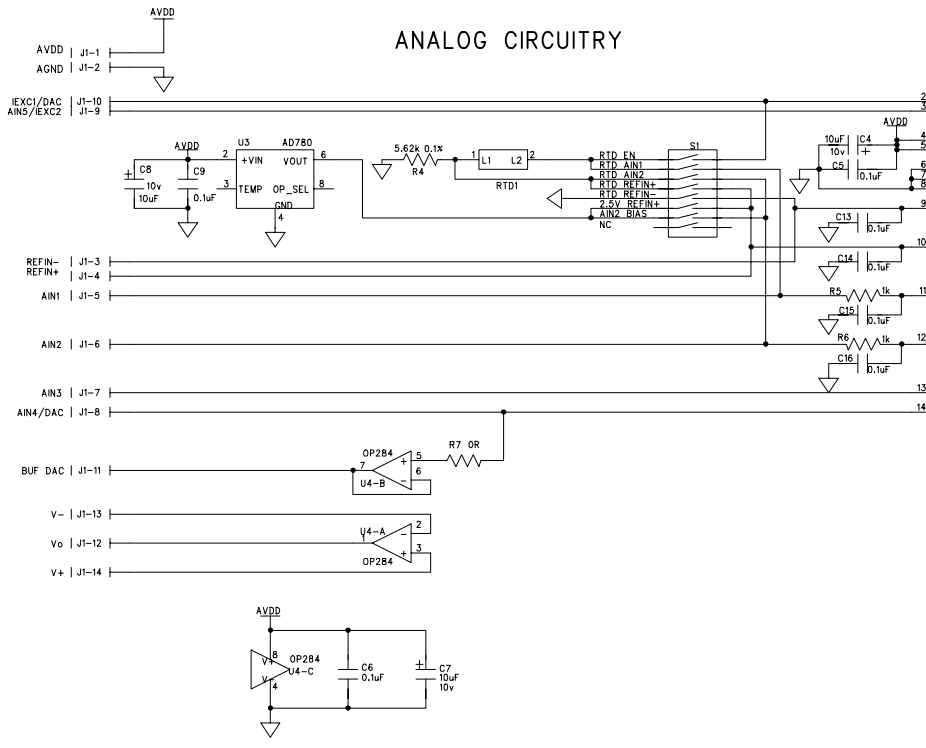 ANALOG CIRCUITRY
AVDD
AVDD | J1-1
AGND | J1-2
IEXC1/DAC | J1-10
AIN5/IEXC2 | J1-9
2
3
AVDD
C8
10v
10uF
C9
0.1uF
U3 AD780
2 +VIN VOUT 6
3 TEMP OP_SEL 8
GND
4
5.62k 0.1%
R4
1 L1 L2 2
RTD1
RTD EN
RTD AIN1
RTD AIN2
RTD REFIN+
RTD REFIN-
2.5V REFIN+
AIN2 BIAS
NC
S1
AVDD
10uF C4
10v
C5
0.1uF
4
5
6
7
8
9
C13
0.1uF
10
C14
0.1uF
REFIN- | J1-3
REFIN+ | J1-4
AIN1 | J1-5
R5 1k 11
C15
0.1uF
AIN2 | J1-6
R6 1k 12
C16
0.1uF
AIN3 | J1-7
13
AIN4/DAC | J1-8
14
R7 0R
OP284
5
6
7
U4-B
BUF DAC | J1-11
V- | J1-13
Vo | J1-12
V+ | J1-14
U4-A
1
2
3
OP284
AVDD
8
V+
V-
4
OP284
U4-C
C6
0.1uF
C7
10uF
10v